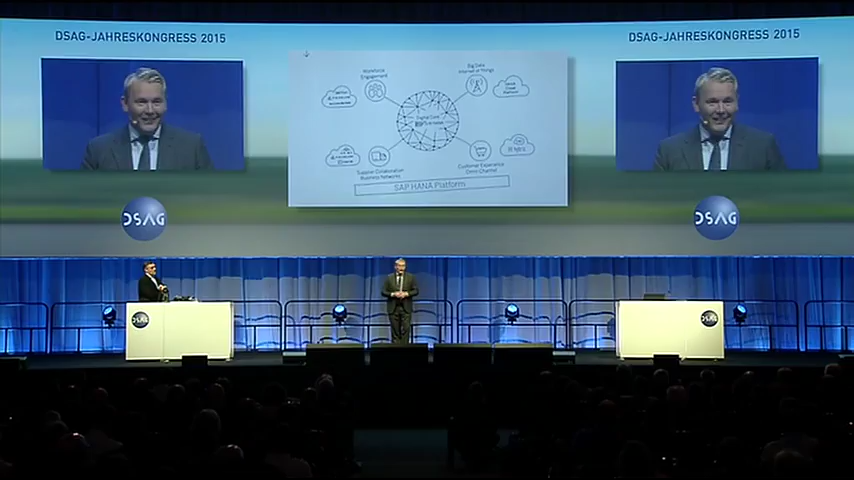 DSAG-JAHRESKONGRESS 2015
DSAG-JAHRESKONGRESS 2015
Workforce
Engagement
Big Data
Internet of Things
Digital Core
Supplier Collaboration
Business Networks
Customer Experience
Omni Channel
SAP HANA Platform
DSAG
DSAG
DSAG
DSAG